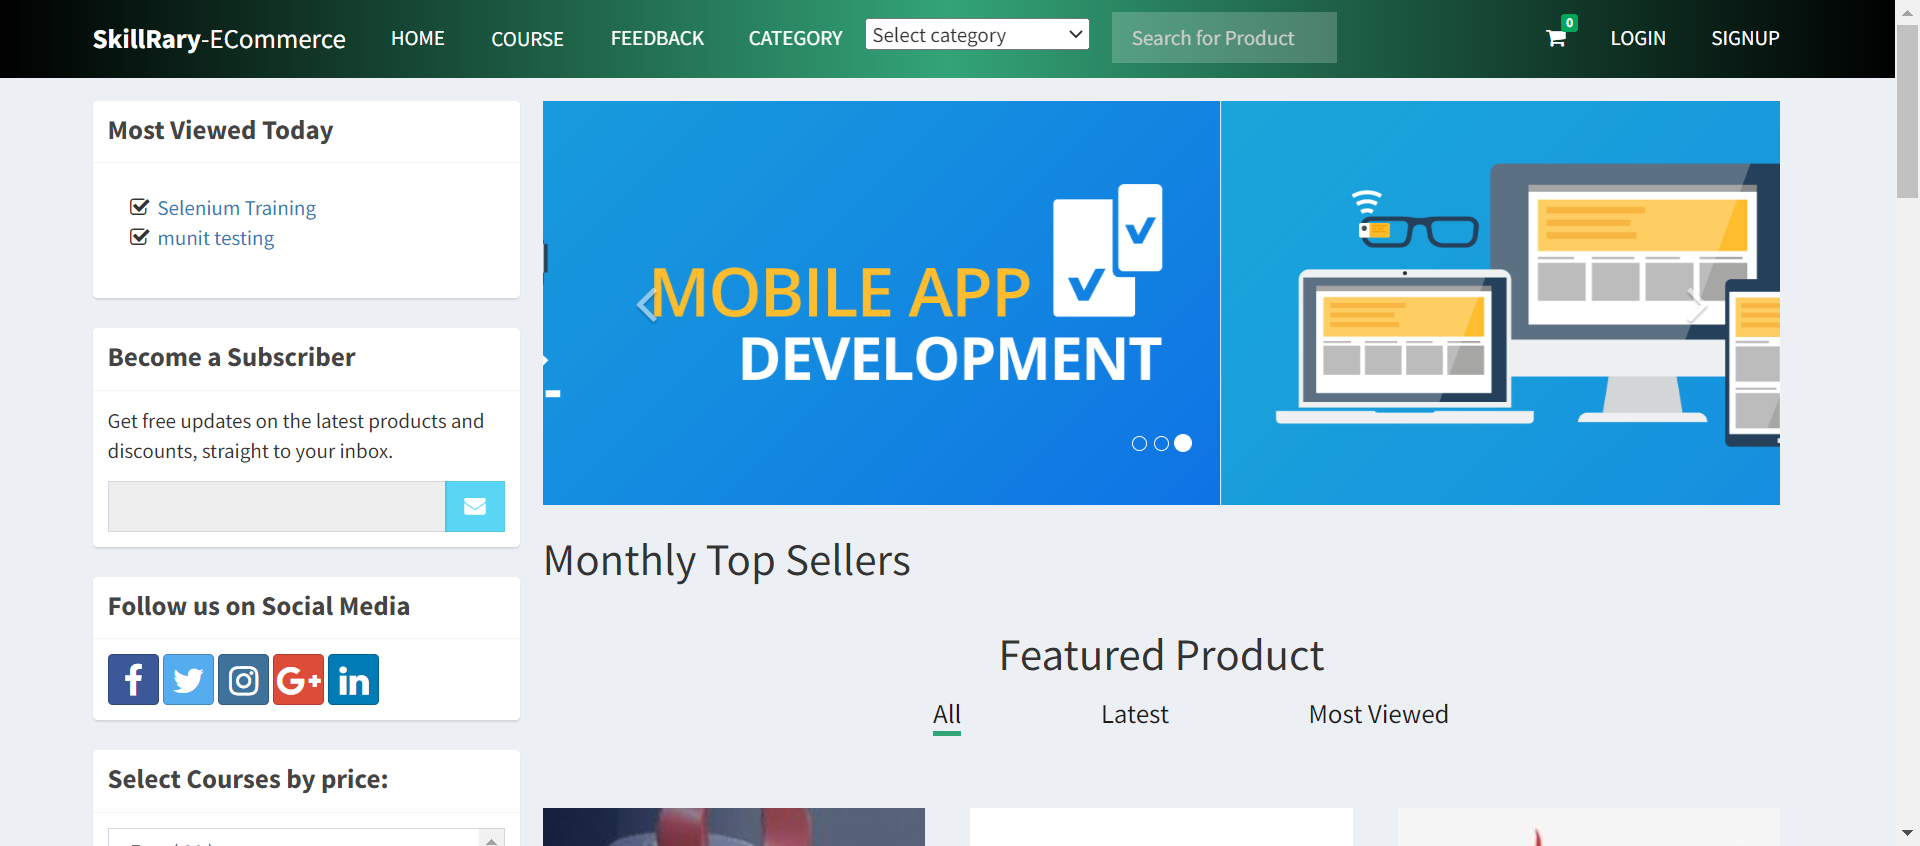 SkillRary-ECommerce HOME COURSE FEEDBACK CATEGORY Select category Search for Product 0 LOGIN SIGNUP
Most Viewed Today
Selenium Training
munit testing
Become a Subscriber
Get free updates on the latest products and
discounts, straight to your inbox.
Follow us on Social Media
Select Courses by price:
MOBILE APP
DEVELOPMENT
Monthly Top Sellers
Featured Product
All Latest Most Viewed